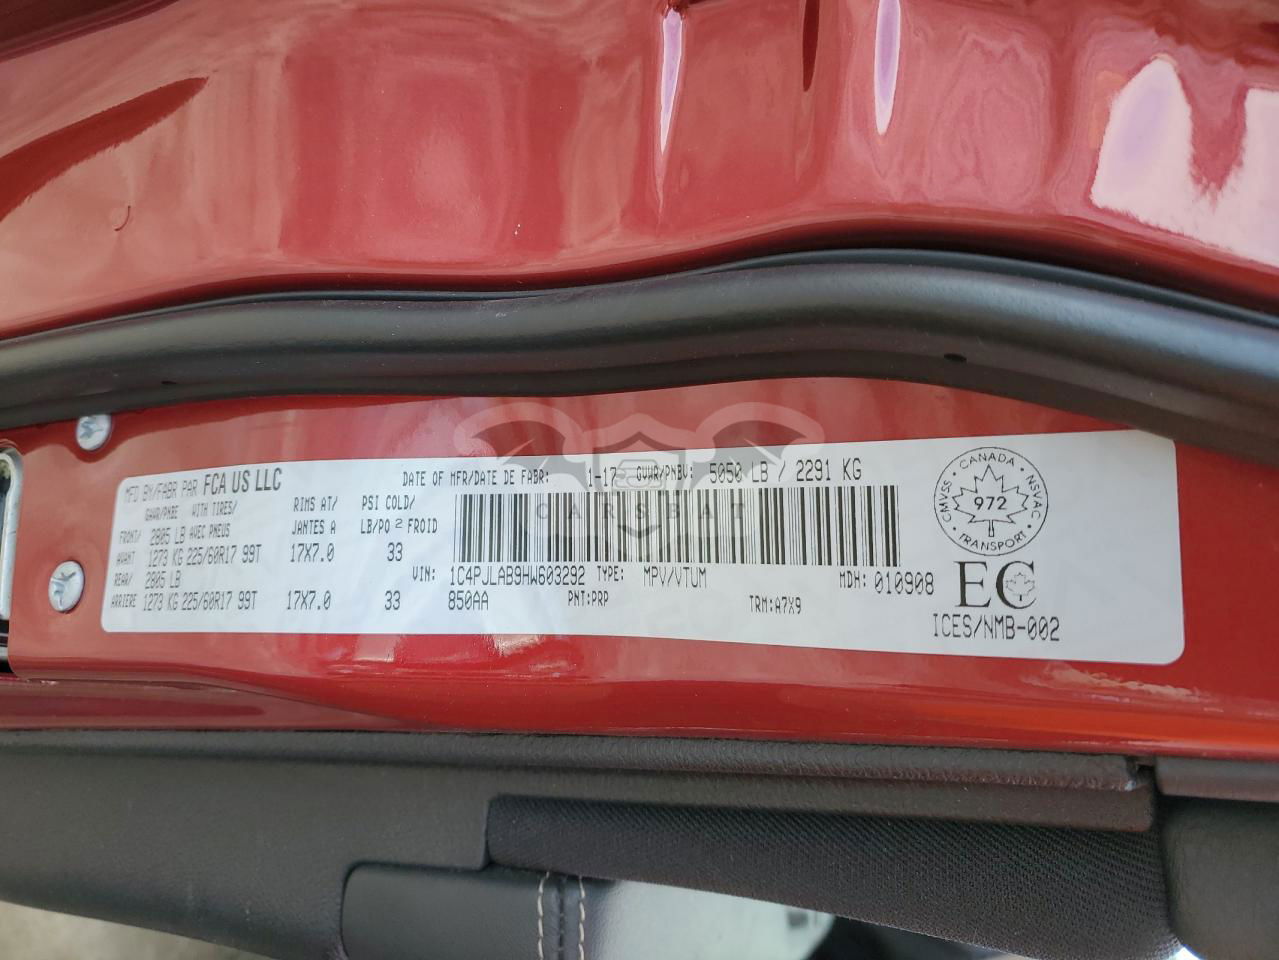 MFD BY/FABR PAR FCA US LLC
DATE OF MFR/DATE DE FABR: 1-17 GVWR/PNBV: 5050 LB / 2291 KG
GAWR/PNBE WITH TIRES/ RIMS AT/ PSI COLD/
AVEC PNEUS JANTES A LB/PO 2 FROID
FRONT/ 2805 LB
AVANT 1273 KG 225/60R17 99T 17X7.0 33
REAR/ 2805 LB
ARRIERE 1273 KG 225/60R17 99T 17X7.0 33
VIN: 1C4PJLAB9HW603292 TYPE: MPV/VTUM MDH: 010908
850AA PNT:PRP TRM:A7X9
CANADA
CMVSS 972 NSVAC
TRANSPORT
EC
ICES/NMB-002
CARSBAT